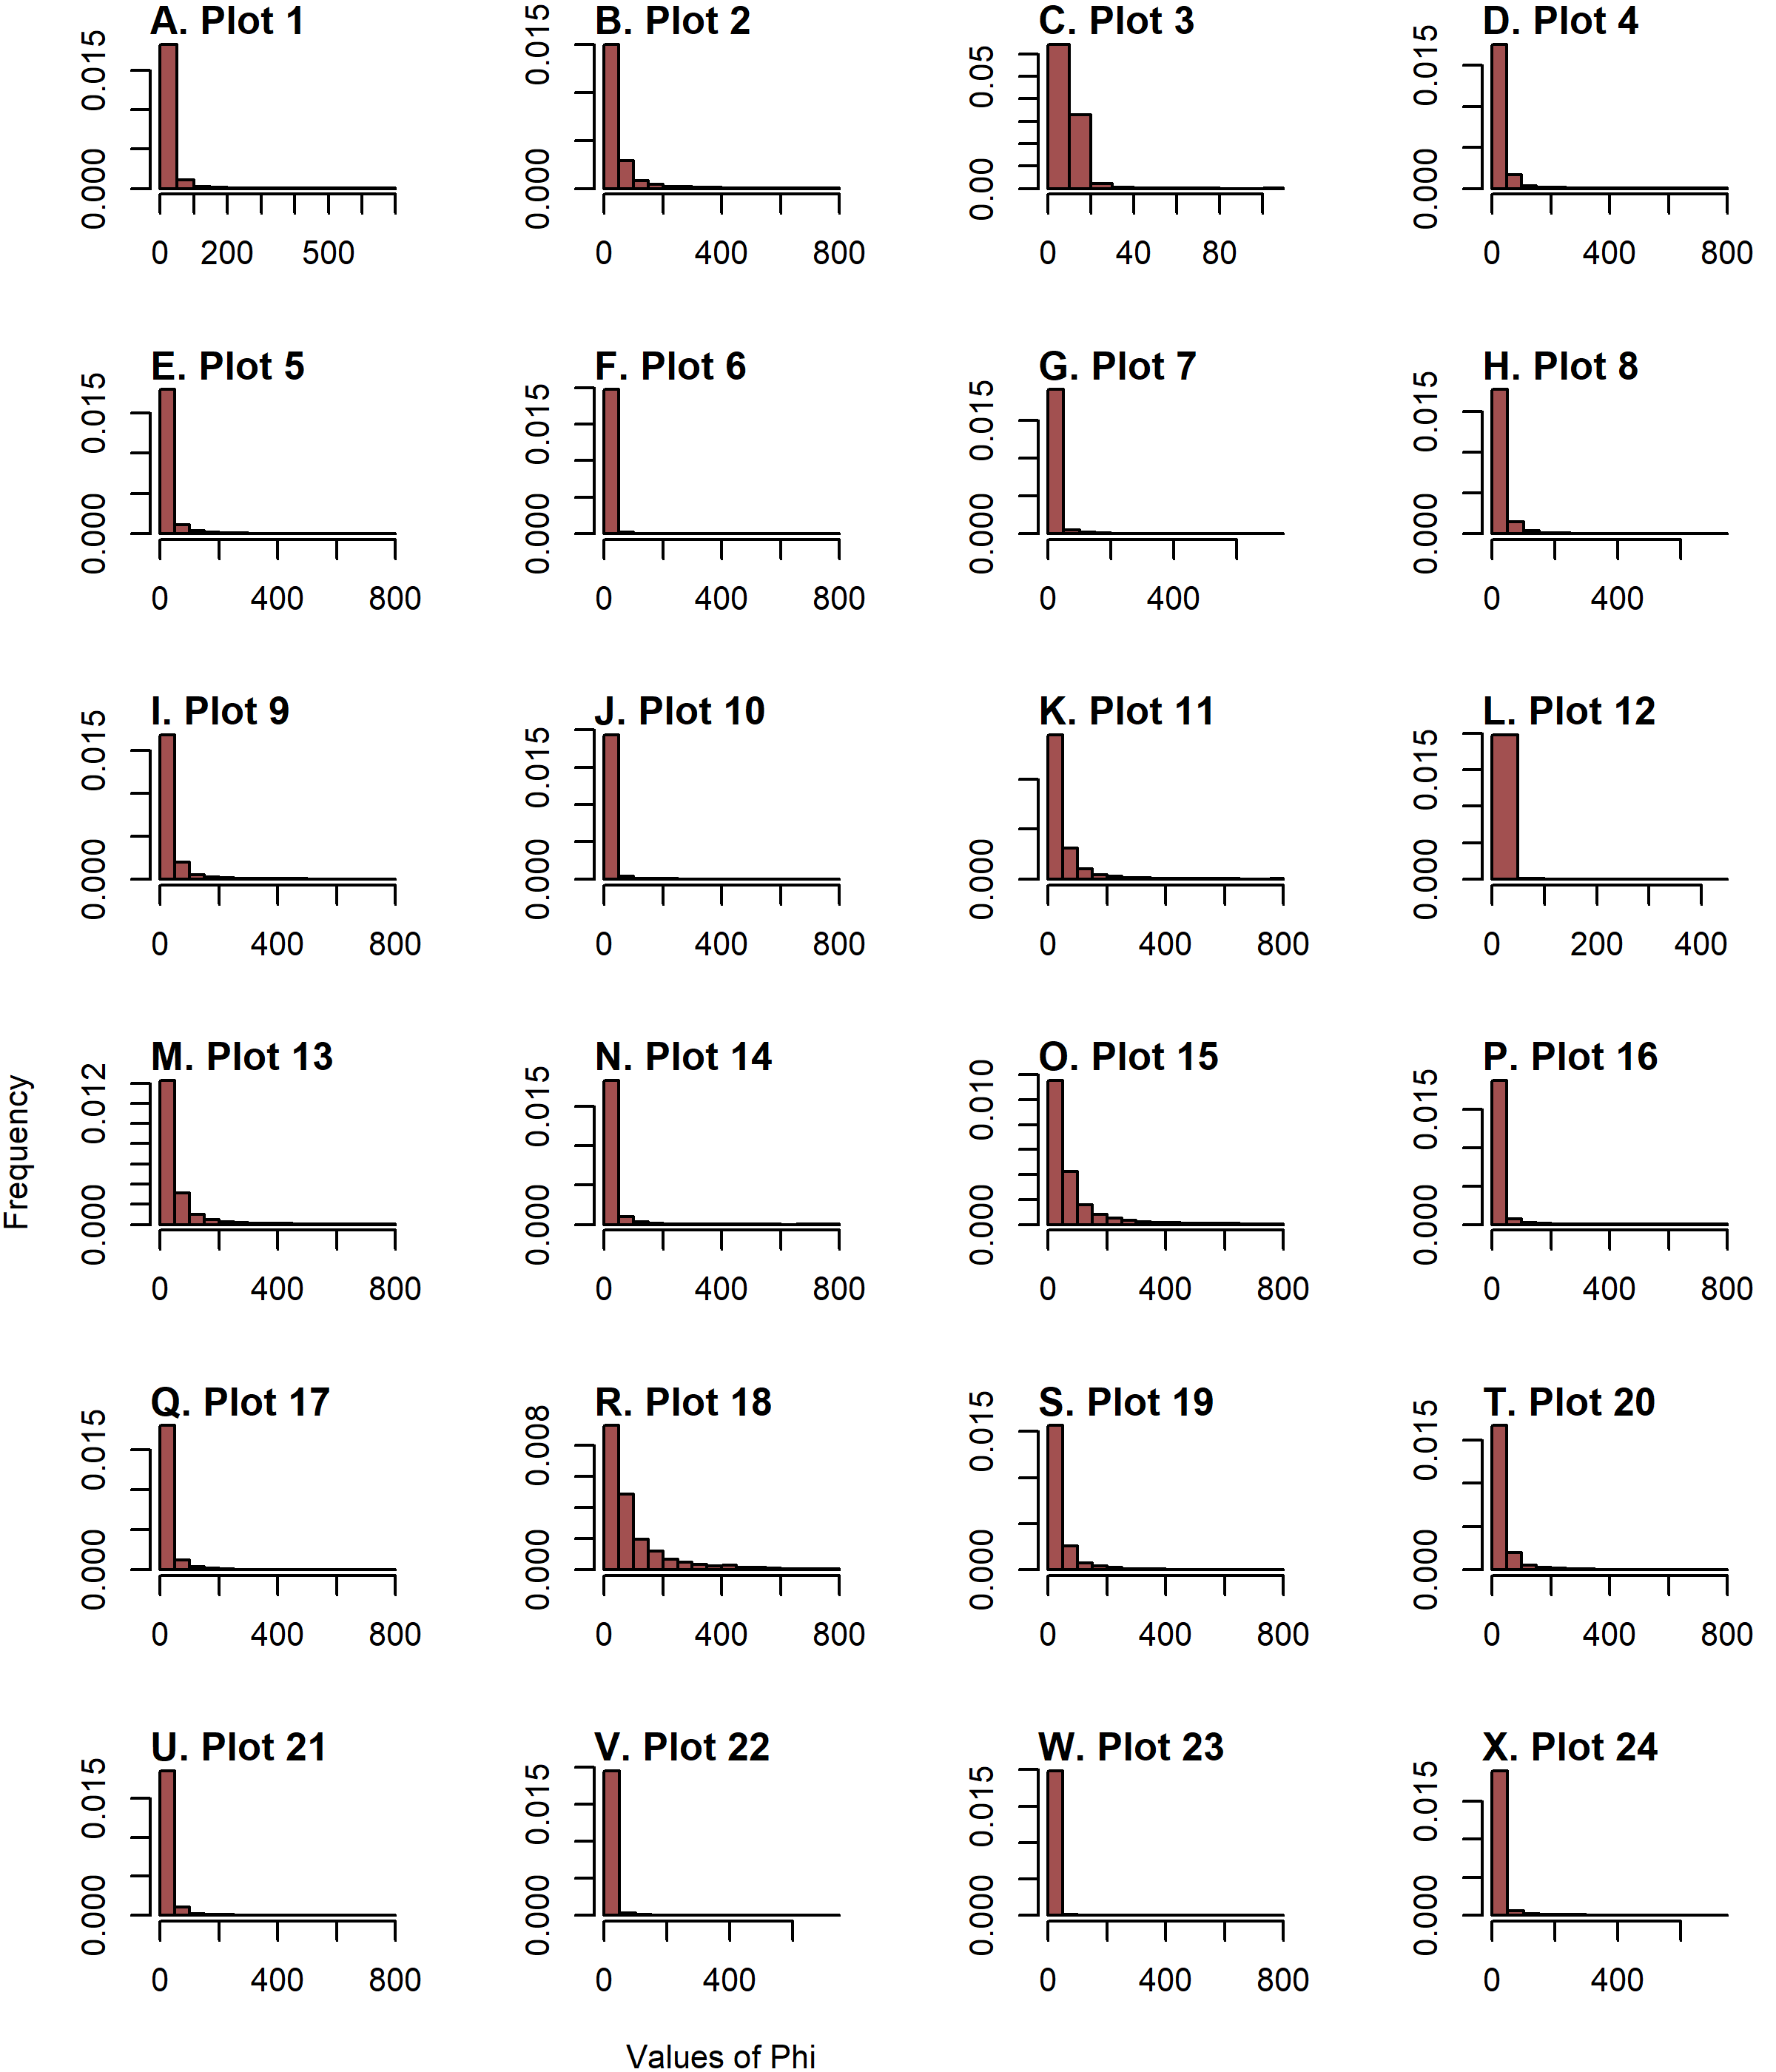 A. Plot 1
0.000 0.015
0 200 500
B. Plot 2
0.000 0.015
0 400 800
C. Plot 3
0.00 0.05
0 40 80
D. Plot 4
0.000 0.015
0 400 800
E. Plot 5
0.000 0.015
0 400 800
F. Plot 6
0.000 0.015
0 400 800
G. Plot 7
0.000 0.015
0 400
H. Plot 8
0.000 0.015
0 400
I. Plot 9
0.000 0.015
0 400 800
J. Plot 10
0.000 0.015
0 400 800
K. Plot 11
0.000
0 400 800
L. Plot 12
0.000 0.015
0 200 400
M. Plot 13
0.000 0.012
0 400 800
N. Plot 14
0.000 0.015
0 400 800
O. Plot 15
0.000 0.010
0 400 800
P. Plot 16
0.000 0.015
0 400 800
Q. Plot 17
0.000 0.015
0 400 800
R. Plot 18
0.000 0.008
0 400 800
S. Plot 19
0.000 0.015
0 400 800
T. Plot 20
0.000 0.015
0 400 800
U. Plot 21
0.000 0.015
0 400 800
V. Plot 22
0.000 0.015
0 400
W. Plot 23
0.000 0.015
0 400 800
X. Plot 24
0.000 0.015
0 400
Frequency
Values of Phi